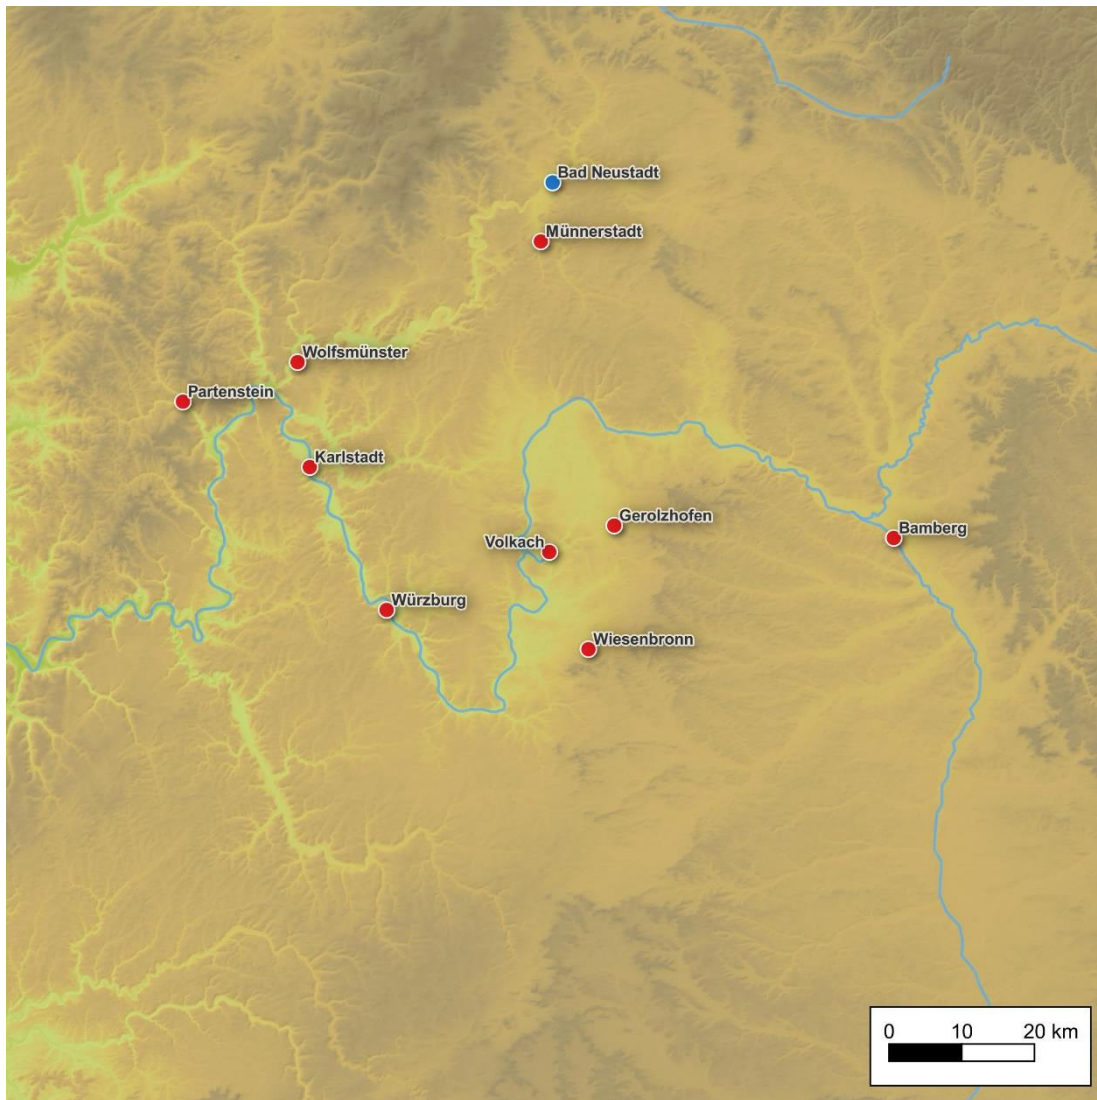 Bad Neustadt
Münnerstadt
Wolfsmünster
Partenstein
Karlstadt
Gerolzhofen
Bamberg
Volkach
Würzburg
Wiesenbronn
0 10 20 km